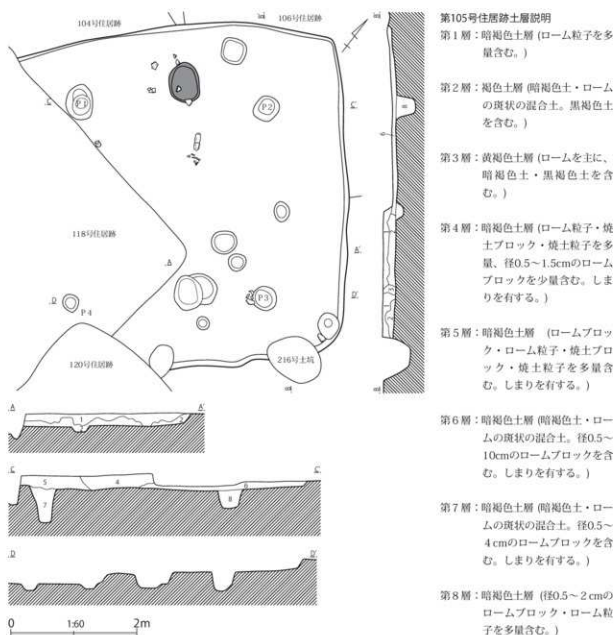 104号住居跡
106号住居跡
C
P1
P2
C'
118号住居跡
A
A'
D
P4
P3
D'
120号住居跡
216号土坑
8
6
A
A'
1
C
C'
5
4
6
7
8
D
D'
0
1:60
2m
第105号住居跡土層説明
第1層：暗褐色土層 (ローム粒子を多
量含む。)
第2層：褐色土層 (暗褐色土・ローム
の斑状の混合土。黒褐色土
を含む。)
第3層：黄褐色土層 (ロームを主に、
暗褐色土・黒褐色土を含
む。)
第4層：暗褐色土層 (ローム粒子・焼
土ブロック・焼土粒子を多
量、径0.5～1.5cmのローム
ブロックを少量含む。しま
りを有する。)
第5層：暗褐色土層 (ロームブロッ
ク・ローム粒子・焼土ブロ
ック・焼土粒子を多量含
む。しまりを有する。)
第6層：暗褐色土層 (暗褐色土・ロー
ムの斑状の混合土。径0.5～
10cmのロームブロックを含
む。しまりを有する。)
第7層：暗褐色土層 (暗褐色土・ロー
ムの斑状の混合土。径0.5～
4cmのロームブロックを含
む。しまりを有する。)
第8層：暗褐色土層 (径0.5～2cmの
ロームブロック・ローム粒
子を多量含む。)